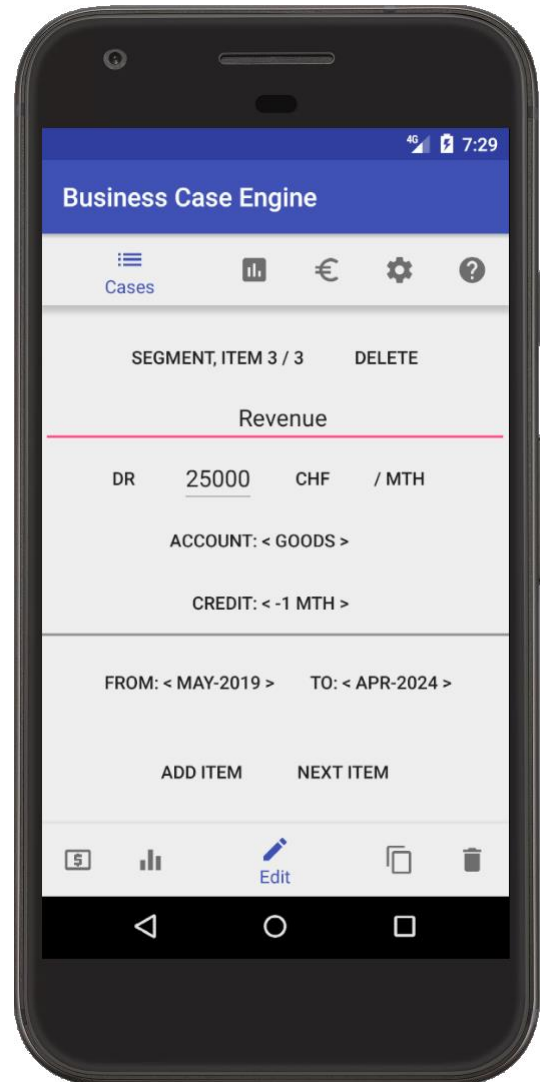 4G 7:29
Business Case Engine
Cases
SEGMENT, ITEM 3 / 3 DELETE
Revenue
DR 25000 CHF / MTH
ACCOUNT: < GOODS >
CREDIT: < -1 MTH >
FROM: < MAY-2019 > TO: < APR-2024 >
ADD ITEM NEXT ITEM
Edit